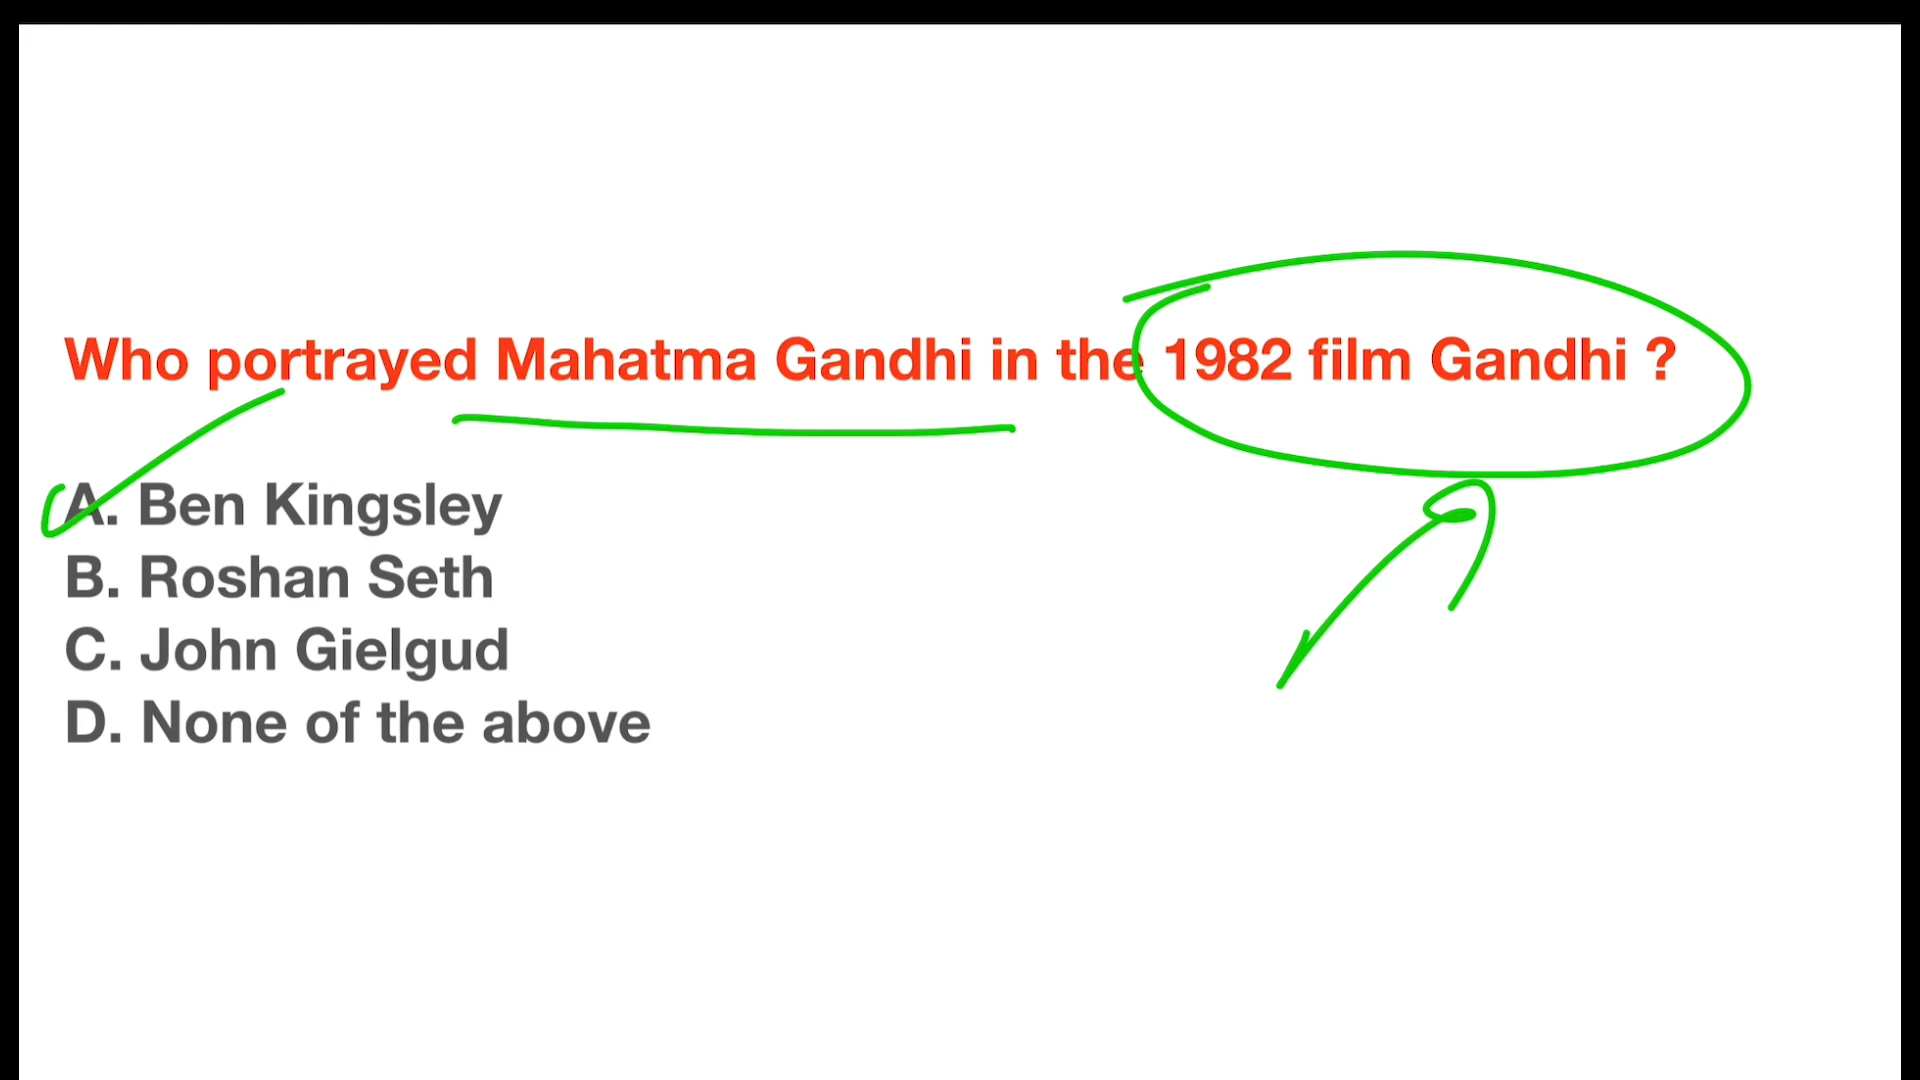 Who portrayed Mahatma Gandhi in the 1982 film Gandhi ?
A. Ben Kingsley
B. Roshan Seth
C. John Gielgud
D. None of the above